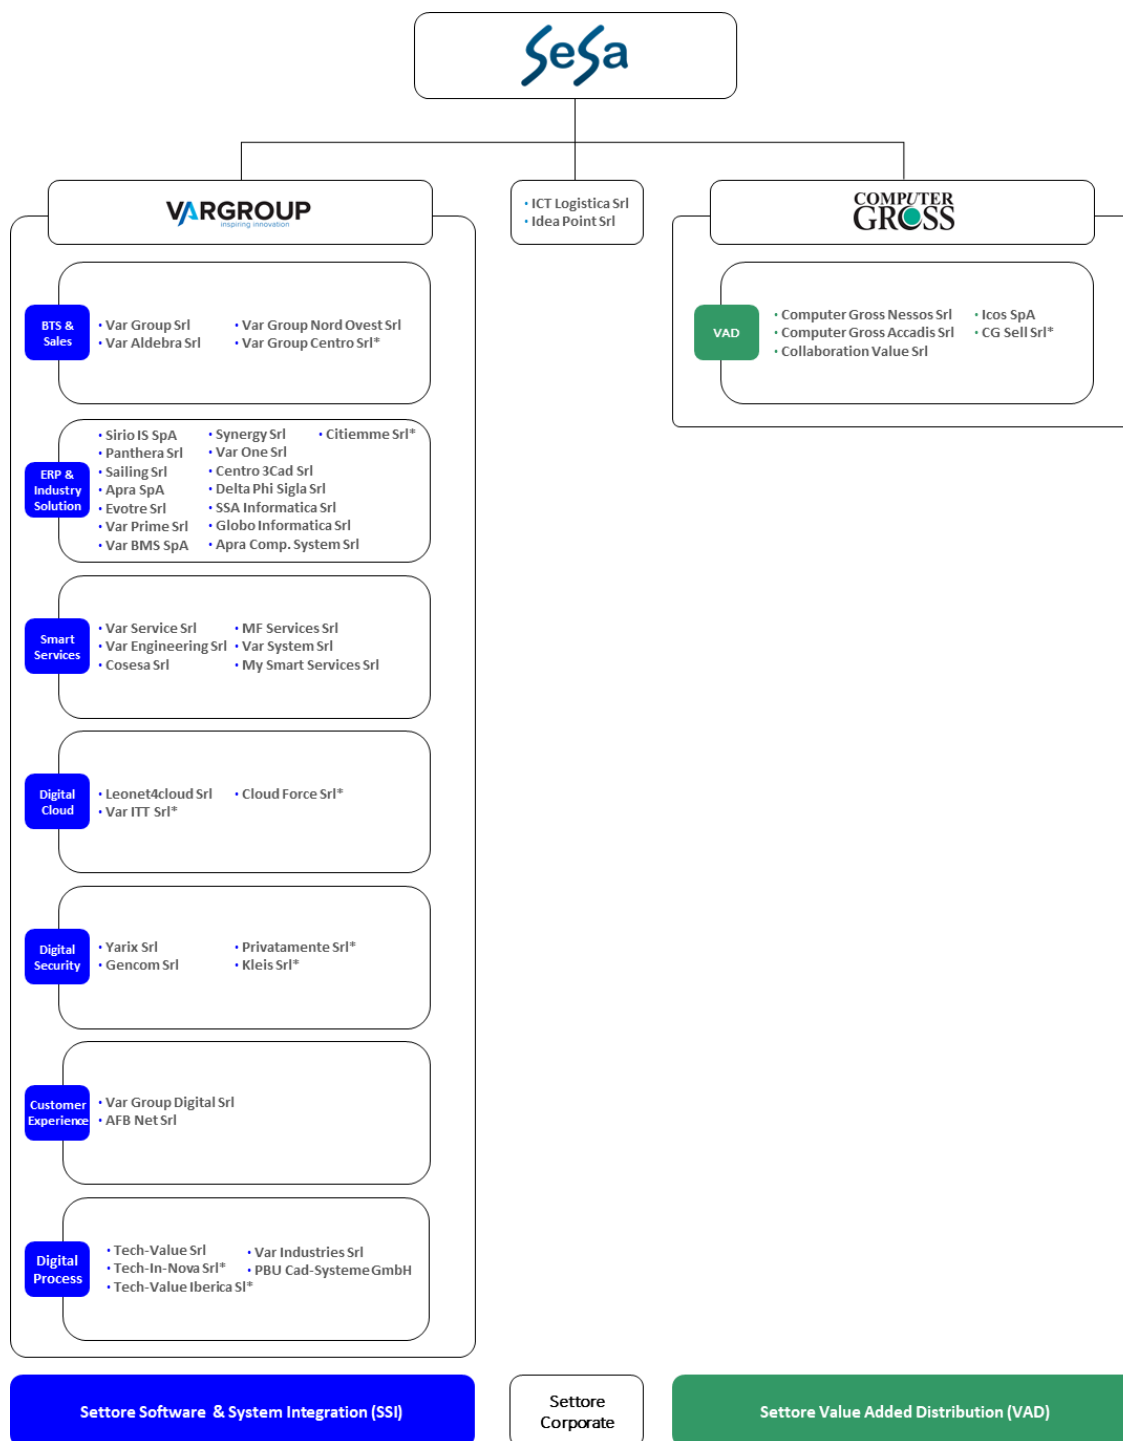 SeSa
VARGROUP
inspiring innovation
• ICT Logistica Srl
• Idea Point Srl
COMPUTER
GROSS
BTS &
Sales
• Var Group Srl
• Var Aldebra Srl
• Var Group Nord Ovest Srl
• Var Group Centro Srl*
VAD
• Computer Gross Nessos Srl
• Computer Gross Accadis Srl
• Collaboration Value Srl
• Icos SpA
• CG Sell Srl*
ERP &
Industry
Solution
• Sirio IS SpA
• Panthera Srl
• Sailing Srl
• Apra SpA
• Evotre Srl
• Var Prime Srl
• Var BMS SpA
• Synergy Srl
• Var One Srl
• Centro 3Cad Srl
• Delta Phi Sigla Srl
• SSA Informatica Srl
• Globo Informatica Srl
• Apra Comp. System Srl
• Citiemme Srl*
Smart
Services
• Var Service Srl
• Var Engineering Srl
• Cosesa Srl
• MF Services Srl
• Var System Srl
• My Smart Services Srl
Digital
Cloud
• Leonet4cloud Srl
• Var ITT Srl*
• Cloud Force Srl*
Digital
Security
• Yarix Srl
• Gencom Srl
• Privatamente Srl*
• Kleis Srl*
Customer
Experience
• Var Group Digital Srl
• AFB Net Srl
Digital
Process
• Tech-Value Srl
• Tech-In-Nova Srl*
• Tech-Value Iberica Sl*
• Var Industries Srl
• PBU Cad-Systeme GmbH
Settore Software & System Integration (SSI)
Settore
Corporate
Settore Value Added Distribution (VAD)